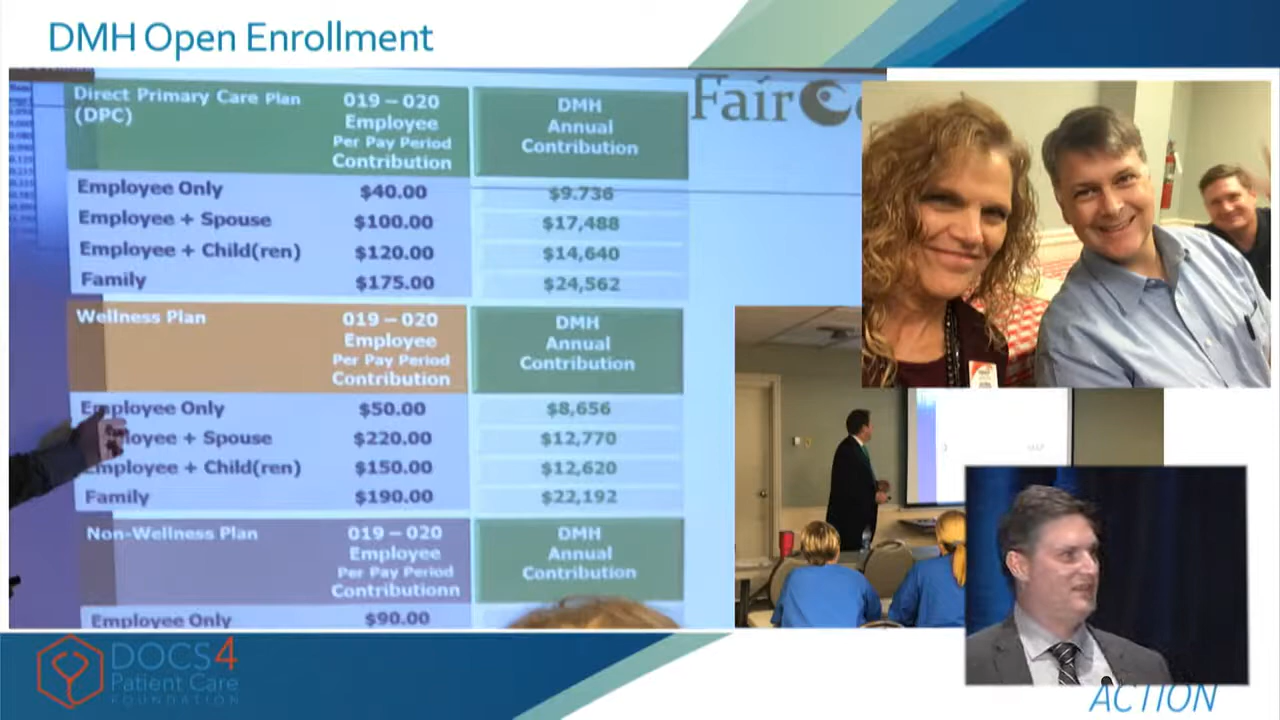 DMH Open Enrollment
Direct Primary Care Plan
(DPC)
019 – 020
Employee
Per Pay Period
Contribution
DMH
Annual
Contribution
Employee Only $40.00 $9.736
Employee + Spouse $100.00 $17,488
Employee + Child(ren) $120.00 $14,640
Family $175.00 $24,562
Wellness Plan
019 – 020
Employee
Per Pay Period
Contribution
DMH
Annual
Contribution
Employee Only $50.00 $8,656
ployee + Spouse $220.00 $12,770
Employee + Child(ren) $150.00 $12,620
Family $190.00 $22,192
Non-Wellness Plan
019 – 020
Employee
Per Pay Period
Contributionn
DMH
Annual
Contribution
Employee Only $90.00
Fair
DOCS4
Patient Care
FOUNDATION
ACTION